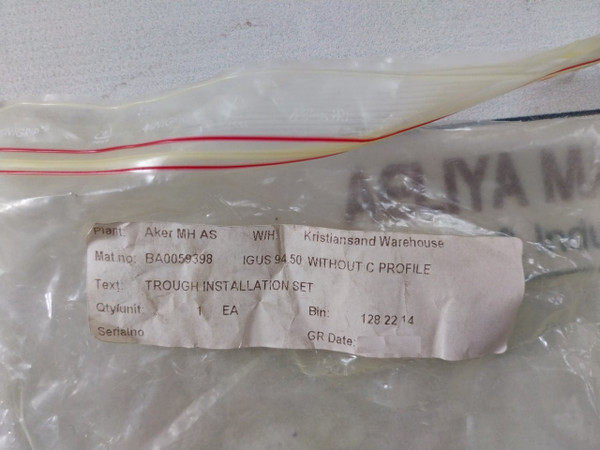 Plant: Aker MH AS W/H: Kristiansand Warehouse
Mat no: BA0059398 IGUS 94.50 WITHOUT C PROFILE
Text: TROUGH INSTALLATION SET
Qty/unit: 1 EA Bin: 128 22 14
Serialno GR Date: